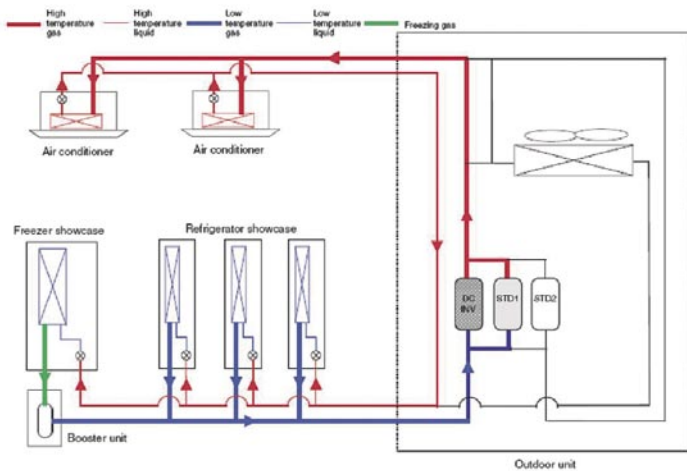 High temperature gas
High temperature liquid
Low temperature gas
Low temperature liquid
Freezing gas
Air conditioner
Air conditioner
Freezer showcase
Refrigerator showcase
DC INV
STD1
STD2
Booster unit
Outdoor unit